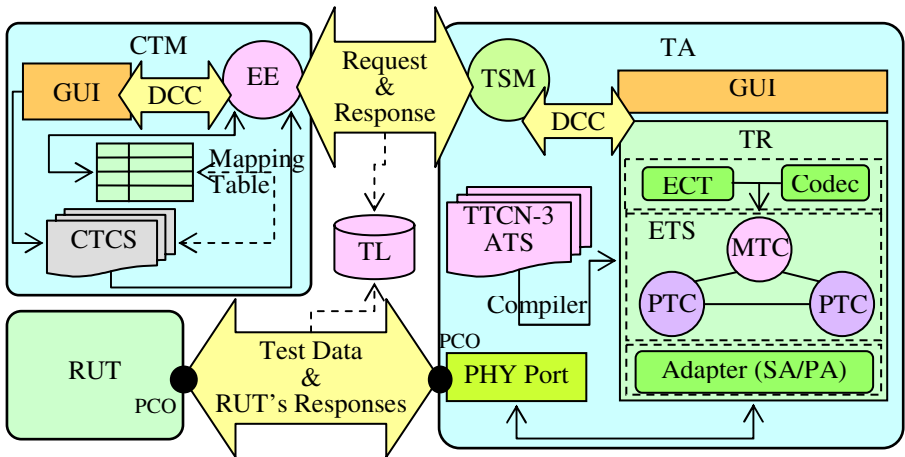 CTM
EE
GUI
DCC
Mapping
Table
CTCS
Request
&
Response
TL
TSM
TA
GUI
DCC
TR
ECT
Codec
ETS
MTC
PTC
PTC
TTCN-3
ATS
Compiler
Adapter (SA/PA)
PCO
PHY Port
RUT
PCO
Test Data
&
RUT's Responses